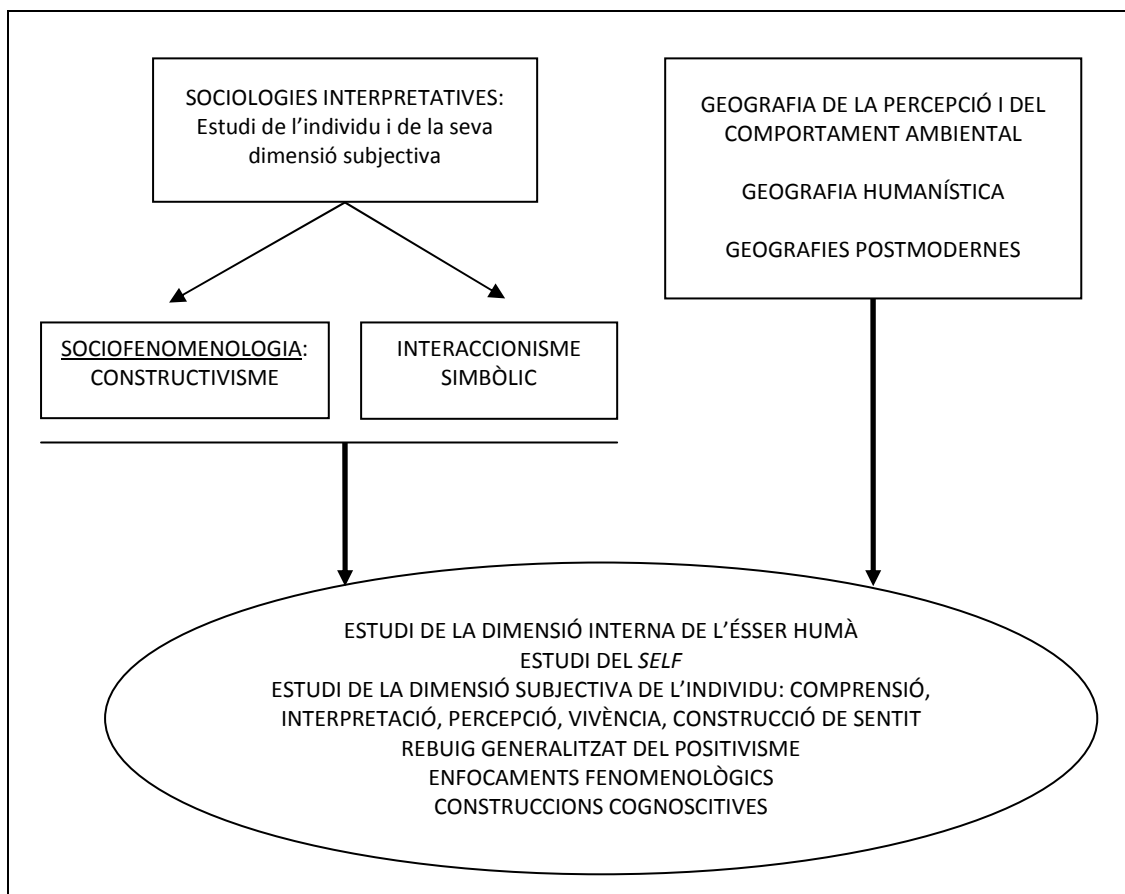 SOCIOLOGIES INTERPRETATIVES:
Estudi de l’individu i de la seva
dimensió subjectiva
GEOGRAFIA DE LA PERCEPCIÓ I DEL
COMPORTAMENT AMBIENTAL
GEOGRAFIA HUMANÍSTICA
GEOGRAFIES POSTMODERNES
SOCIOFENOMENOLOGIA:
CONSTRUCTIVISME
INTERACCIONISME
SIMBÒLIC
ESTUDI DE LA DIMENSIÓ INTERNA DE L’ÉSSER HUMÀ
ESTUDI DEL SELF
ESTUDI DE LA DIMENSIÓ SUBJECTIVA DE L’INDIVIDU: COMPRENSIÓ,
INTERPRETACIÓ, PERCEPCIÓ, VIVÈNCIA, CONSTRUCCIÓ DE SENTIT
REBUIG GENERALITZAT DEL POSITIVISME
ENFOCAMENTS FENOMENOLÒGICS
CONSTRUCCIONS COGNOSCITIVES